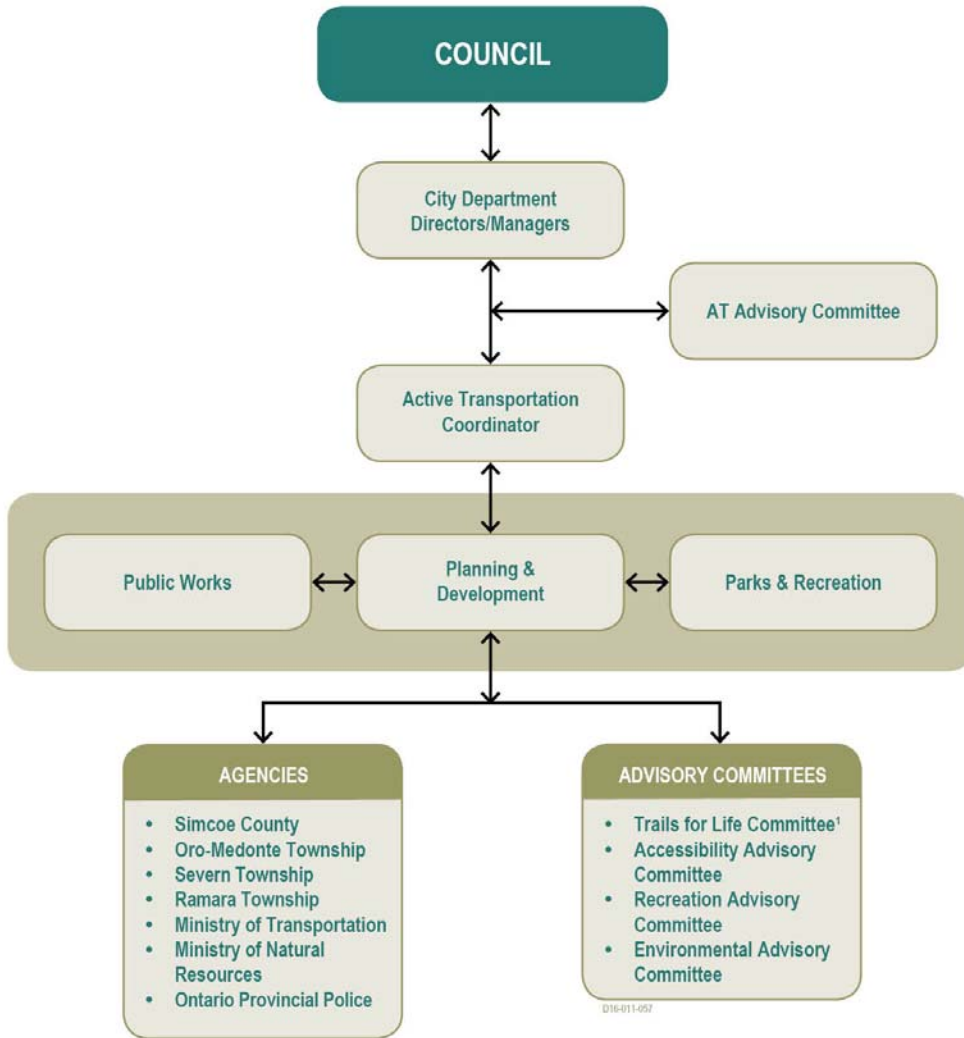 COUNCIL
City Department
Directors/Managers
AT Advisory Committee
Active Transportation
Coordinator
Public Works
Planning &
Development
Parks & Recreation
AGENCIES
• Simcoe County
• Oro-Medonte Township
• Severn Township
• Ramara Township
• Ministry of Transportation
• Ministry of Natural
Resources
• Ontario Provincial Police
ADVISORY COMMITTEES
• Trails for Life Committee¹
• Accessibility Advisory
Committee
• Recreation Advisory
Committee
• Environmental Advisory
Committee
D16-011-057